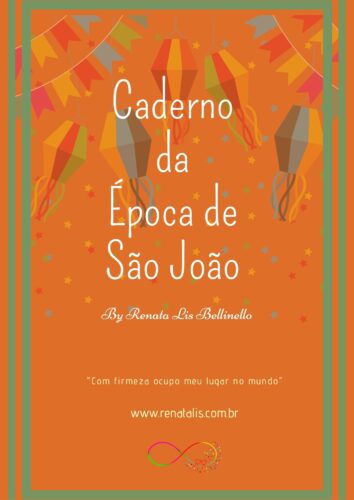 Caderno
da
Época de
São João
By Renata Lis Bellinello
"Com firmeza ocupo meu lugar no mundo"
www.renatalis.com.br